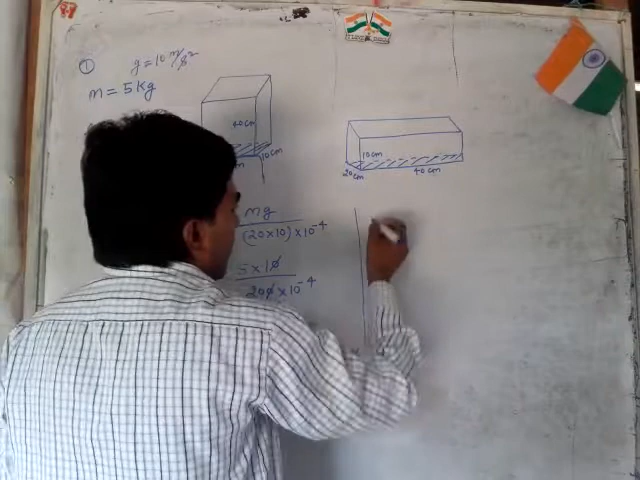 ①
g = 10 m/s²
m = 5 Kg
40 cm
10 cm
10 cm
20 cm
40 cm
mg
(20 × 10) × 10⁻⁴
5 × 10
200 × 10⁻⁴